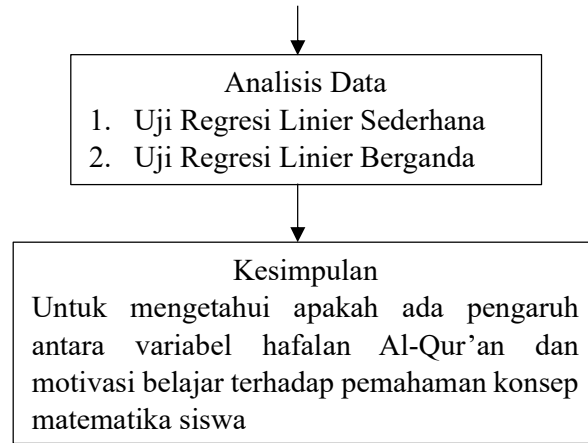 Analisis Data
1. Uji Regresi Linier Sederhana
2. Uji Regresi Linier Berganda
Kesimpulan
Untuk mengetahui apakah ada pengaruh
antara variabel hafalan Al-Qur’an dan
motivasi belajar terhadap pemahaman konsep
matematika siswa